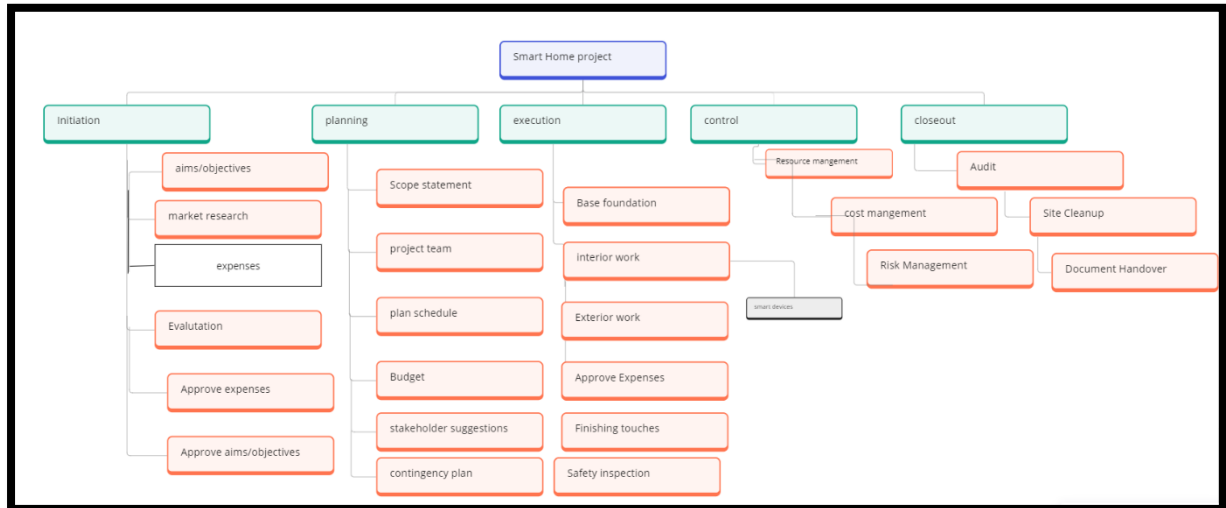 Smart Home project
Initiation
planning
execution
control
closeout
aims/objectives
market research
expenses
Evalutation
Approve expenses
Approve aims/objectives
Scope statement
project team
plan schedule
Budget
stakeholder suggestions
contingency plan
Base foundation
interior work
smart devices
Exterior work
Approve Expenses
Finishing touches
Safety inspection
Resource mangement
cost mangement
Risk Management
Audit
Site Cleanup
Document Handover